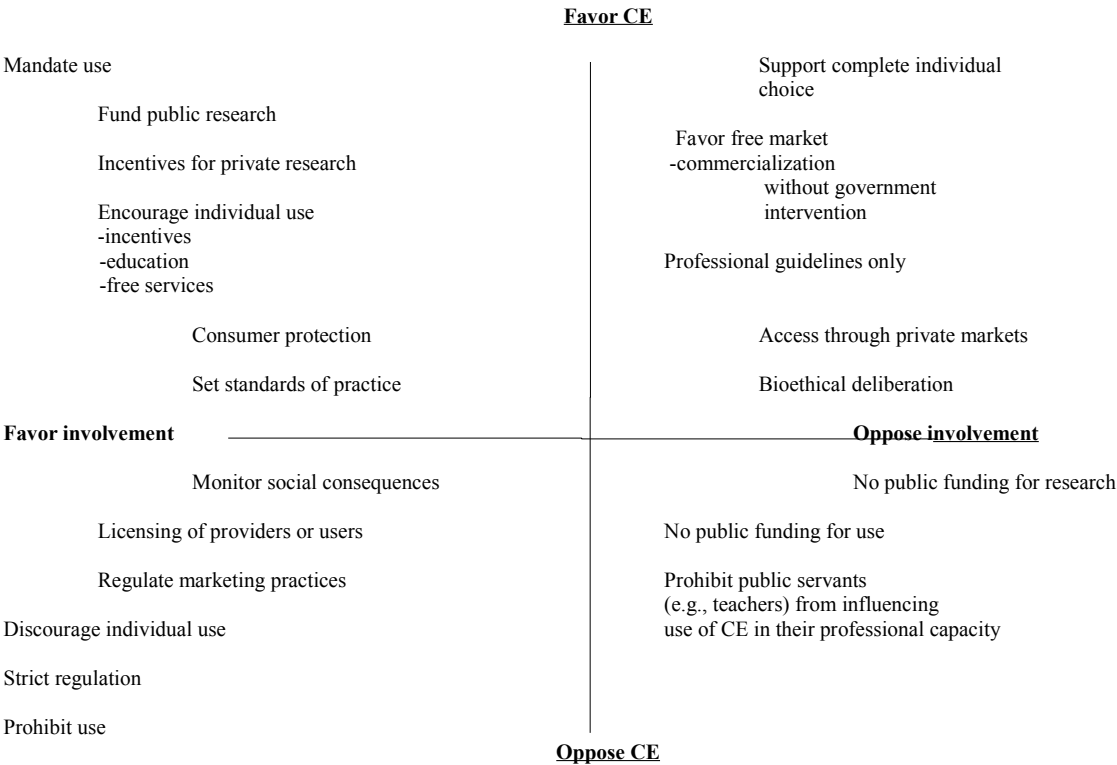 Favor CE
Mandate use
Support complete individual
choice
Fund public research
Favor free market
Incentives for private research
-commercialization
without government
Encourage individual use
intervention
-incentives
-education
Professional guidelines only
-free services
Consumer protection
Access through private markets
Set standards of practice
Bioethical deliberation
Favor involvement
Oppose involvement
Monitor social consequences
No public funding for research
Licensing of providers or users
No public funding for use
Regulate marketing practices
Prohibit public servants
(e.g., teachers) from influencing
Discourage individual use
use of CE in their professional capacity
Strict regulation
Prohibit use
Oppose CE